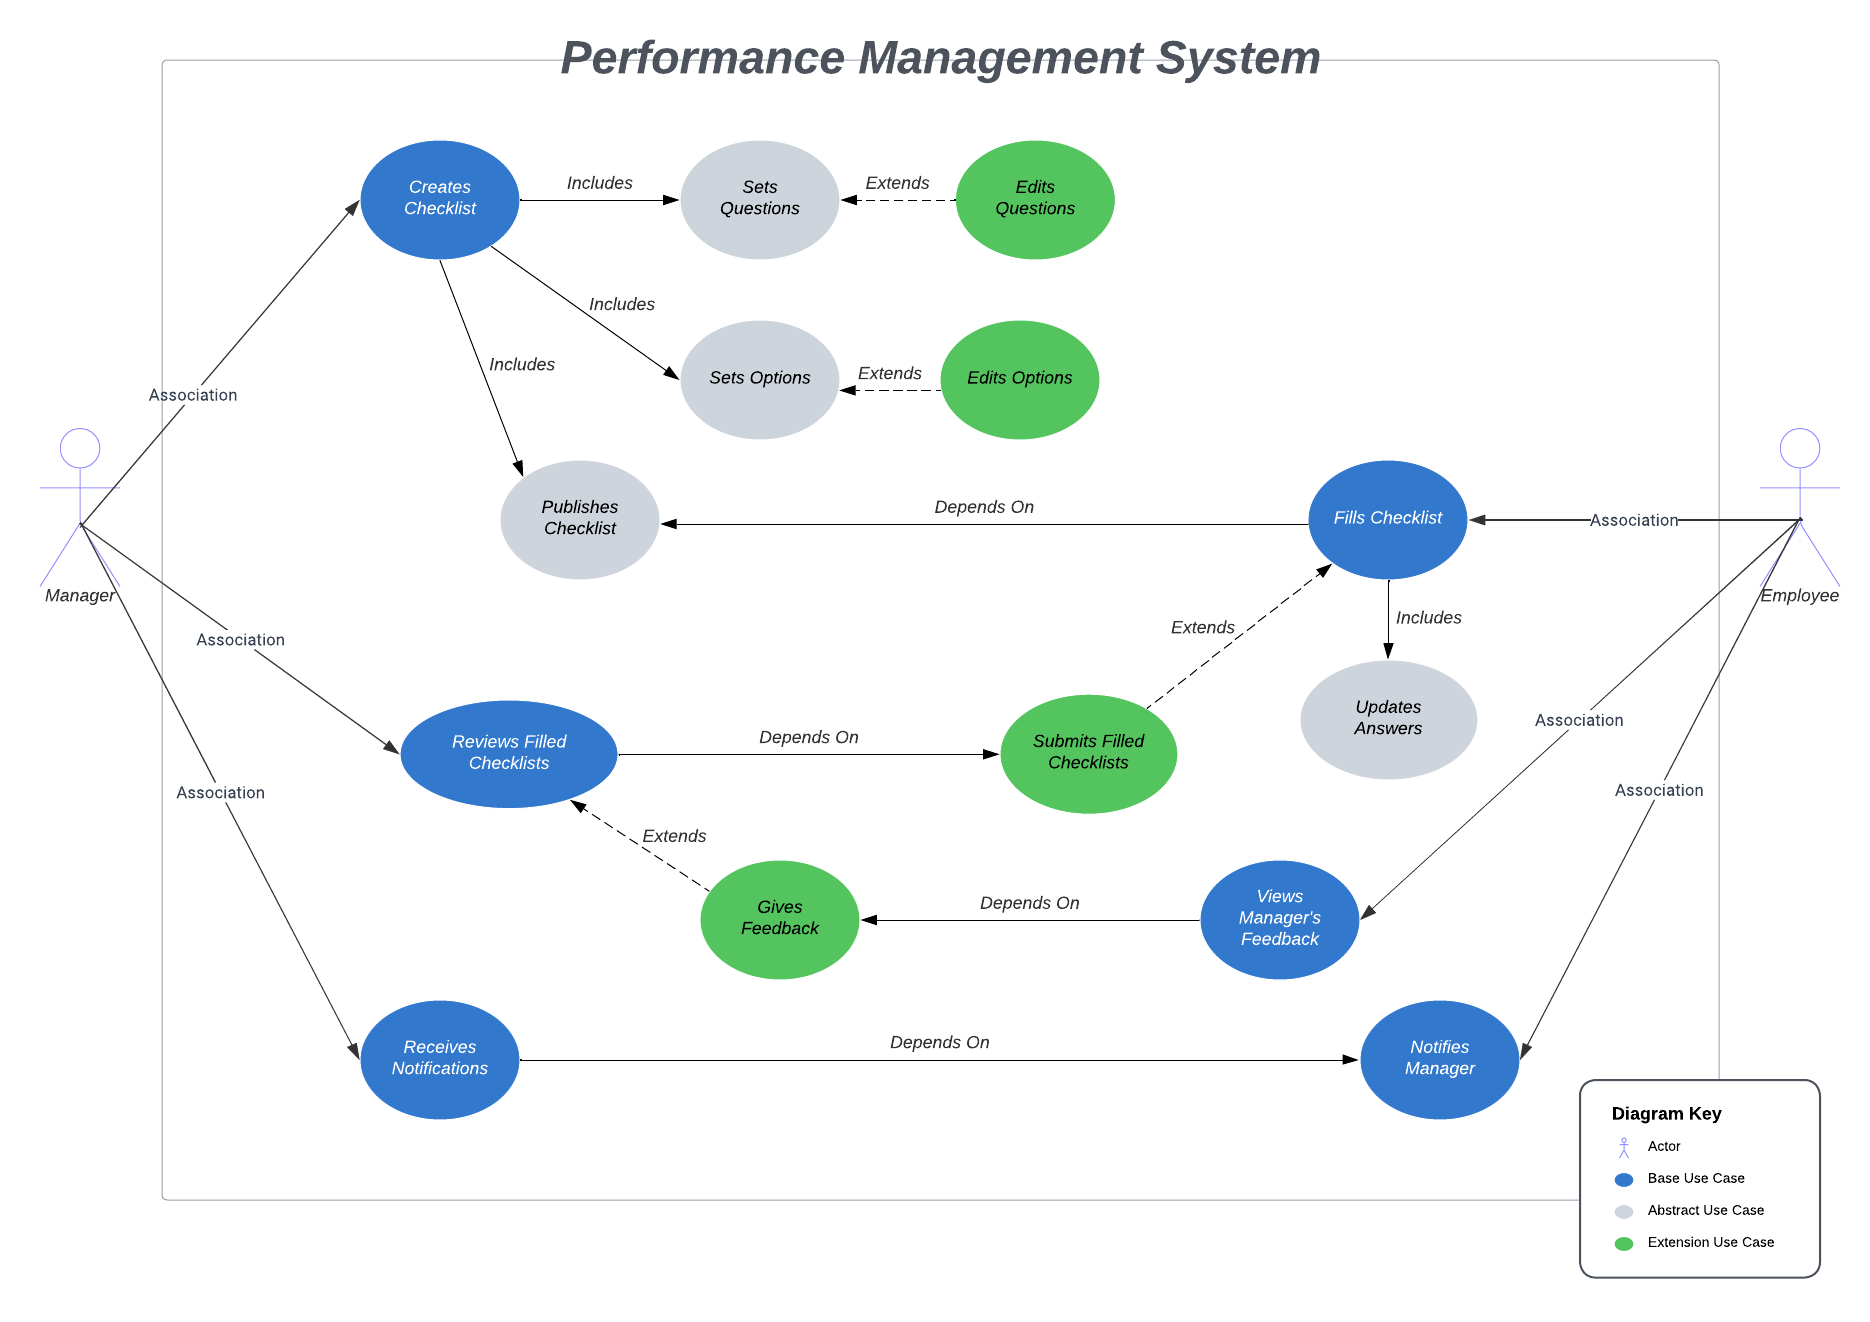 Performance Management System
Creates
Checklist
Includes
Sets
Questions
Extends
Edits
Questions
Includes
Includes
Sets Options
Extends
Edits Options
Association
Manager
Publishes
Checklist
Depends On
Fills Checklist
Association
Employee
Association
Extends
Includes
Reviews Filled
Checklists
Depends On
Submits Filled
Checklists
Updates
Answers
Association
Association
Association
Extends
Gives
Feedback
Depends On
Views
Manager's
Feedback
Receives
Notifications
Depends On
Notifies
Manager
Diagram Key
Actor
Base Use Case
Abstract Use Case
Extension Use Case